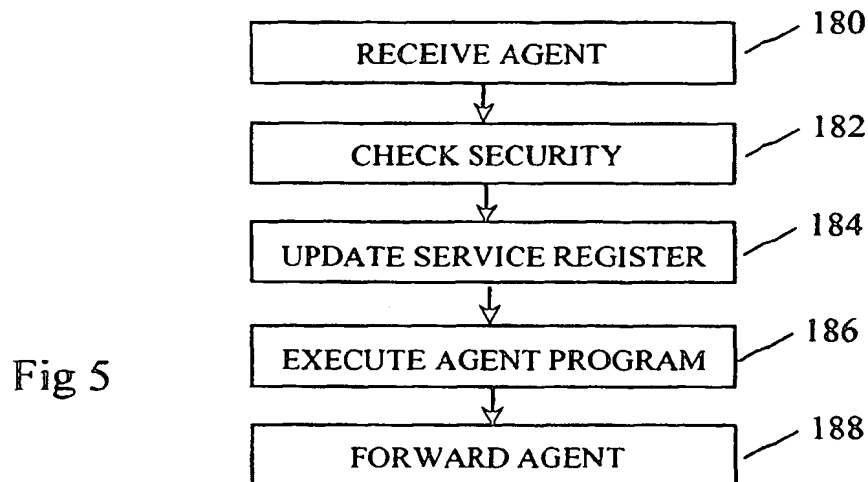 RECEIVE AGENT 180
CHECK SECURITY 182
UPDATE SERVICE REGISTER 184
EXECUTE AGENT PROGRAM 186
Fig 5
FORWARD AGENT 188